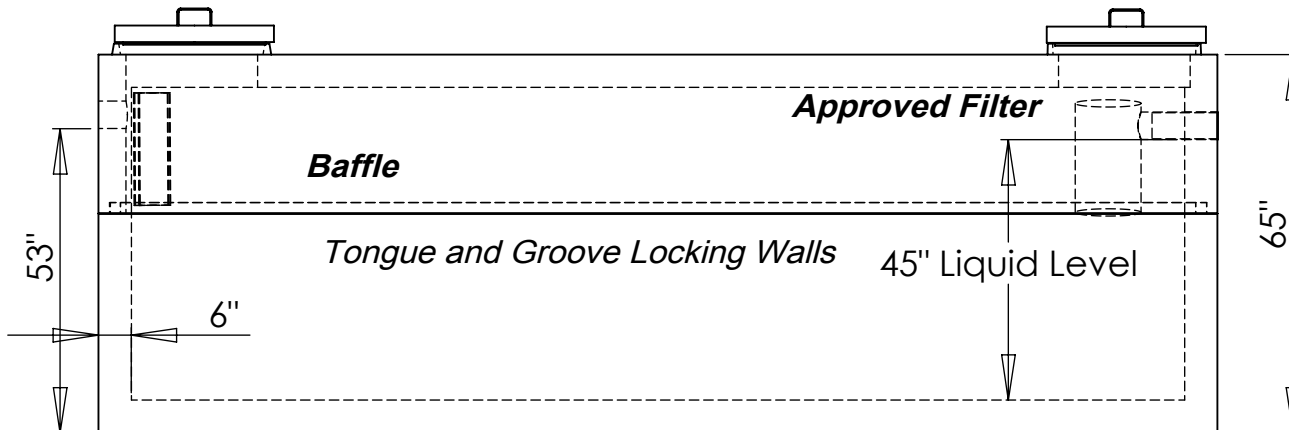 Approved Filter
Baffle
Tongue and Groove Locking Walls
45" Liquid Level
53"
65"
6"